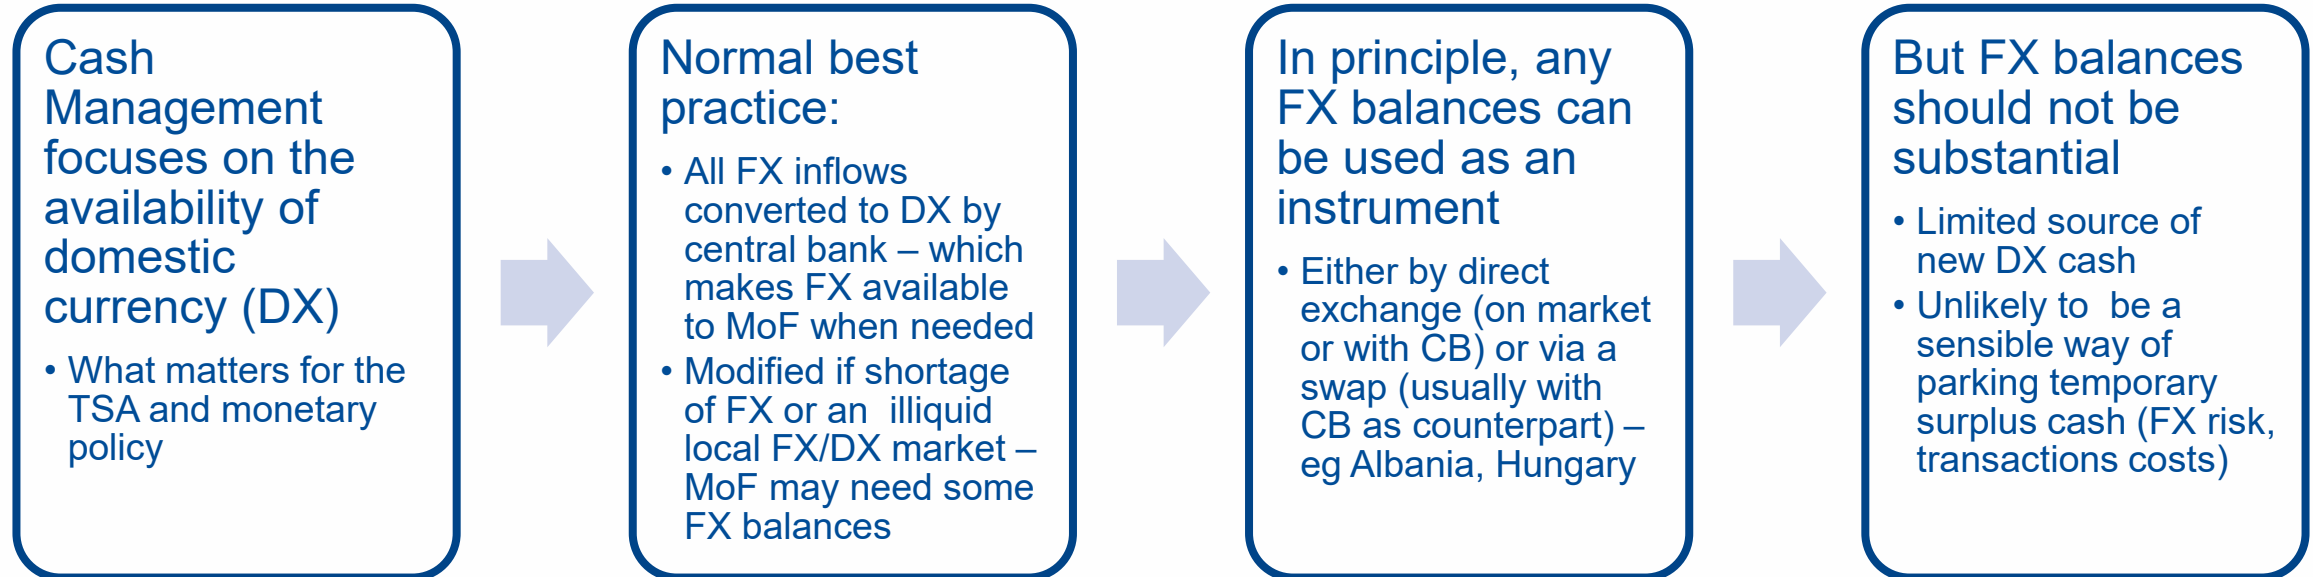 Cash
Management
focuses on the
availability of
domestic
currency (DX)
• What matters for the
TSA and monetary
policy
Normal best
practice:
• All FX inflows
converted to DX by
central bank – which
makes FX available
to MoF when needed
• Modified if shortage
of FX or an  illiquid
local FX/DX market –
MoF may need some
FX balances
In principle, any
FX balances can
be used as an
instrument
• Either by direct
exchange (on market
or with CB) or via a
swap (usually with
CB as counterpart) –
eg Albania, Hungary
But FX balances
should not be
substantial
• Limited source of
new DX cash
• Unlikely to  be a
sensible way of
parking temporary
surplus cash (FX risk,
transactions costs)